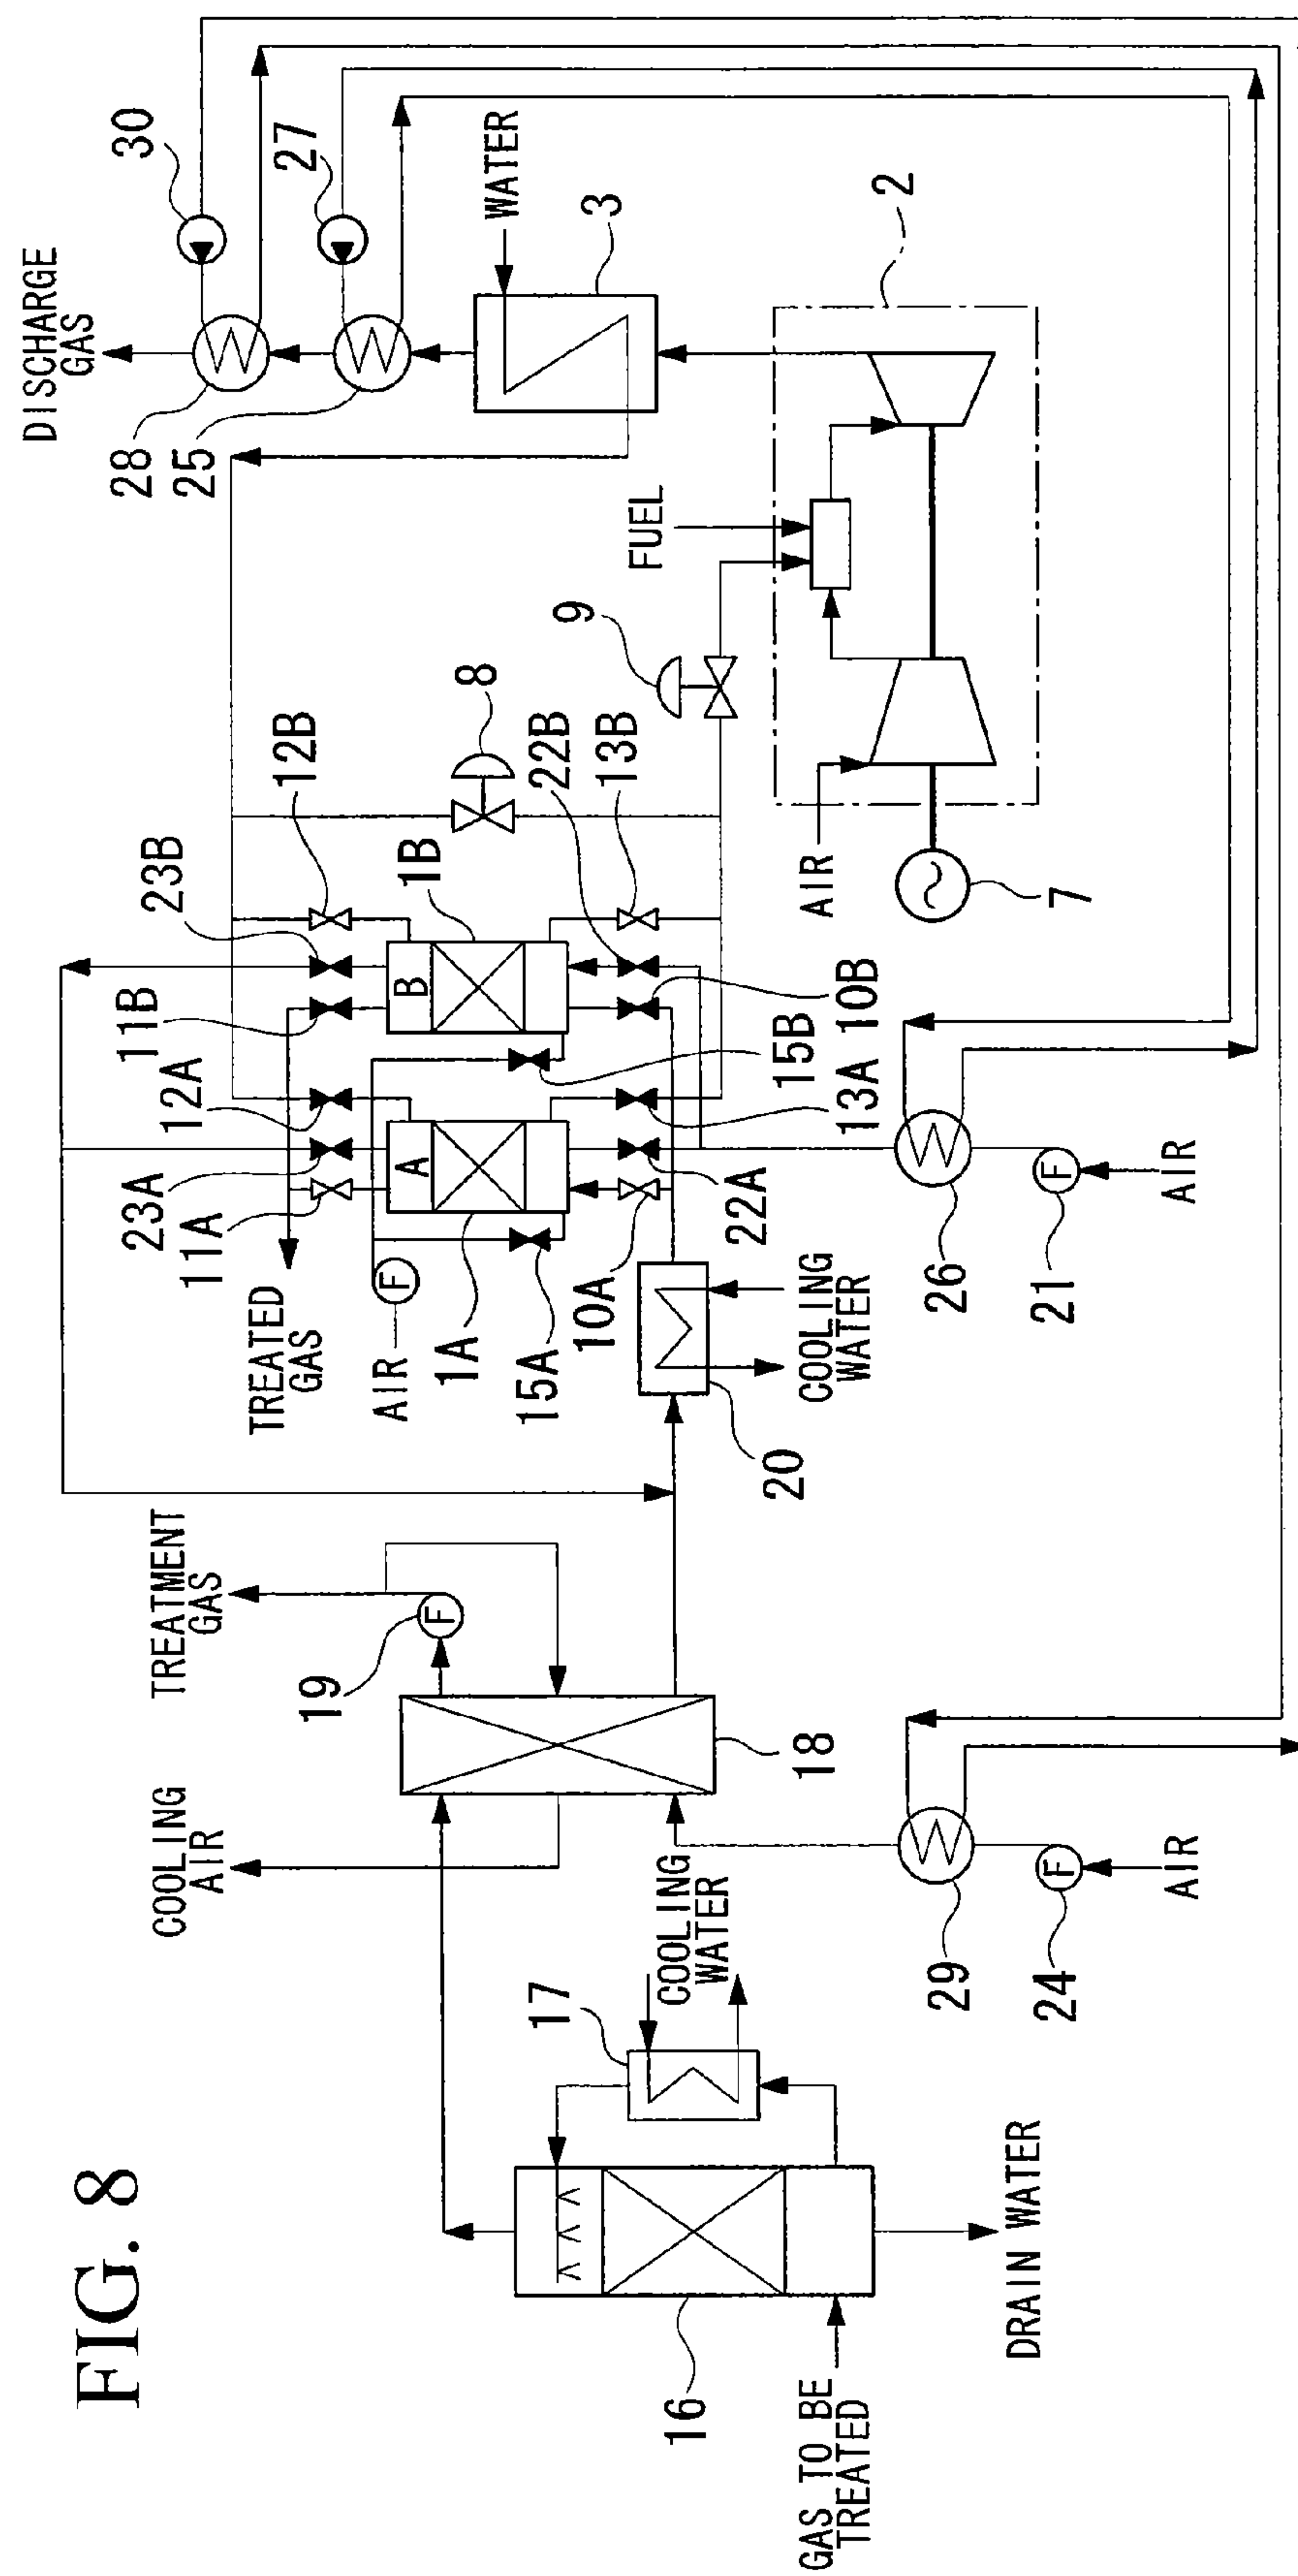 FIG. 8
GAS TO BE
TREATED
16
DRAIN WATER
17
COOLING
WATER
COOLING
AIR
18
19
F
TREATMENT
GAS
29
24
F
AIR
20
COOLING
WATER
TREATED
GAS
AIR
F
1A
15A
10A
11A
23A
12A
A
22A
13A
15B
10B
11B
23B
12B
B
1B
22B
13B
8
9
26
21
F
AIR
AIR
7
FUEL
2
3
WATER
25
28
27
30
DISCHARGE
GAS